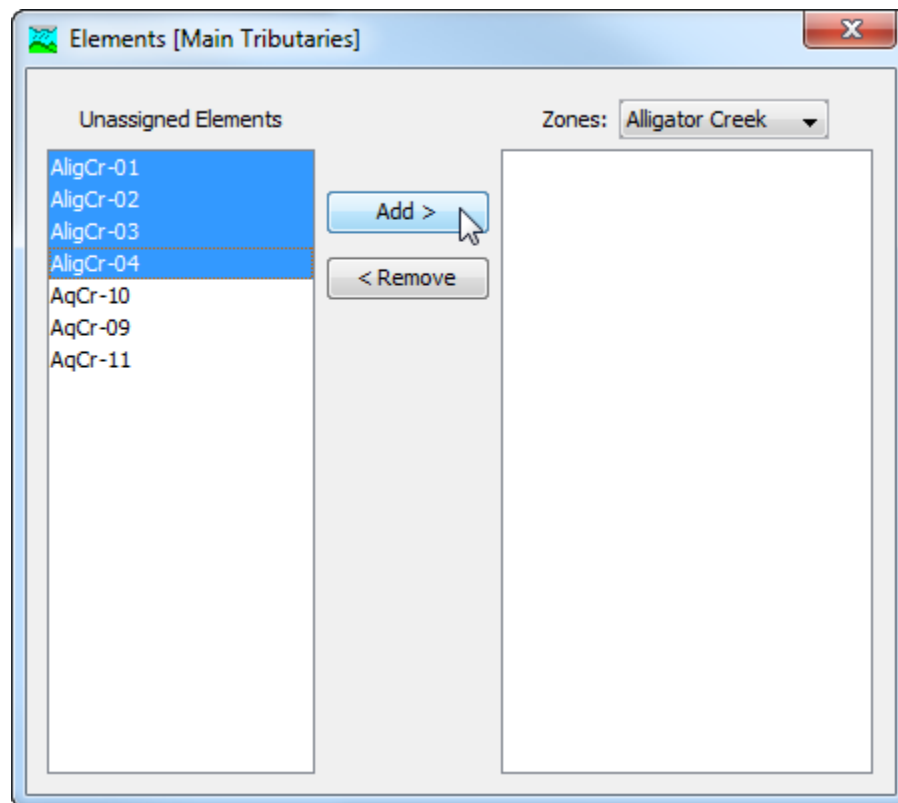 Elements [Main Tributaries]
Unassigned Elements
Zones: Alligator Creek
AligCr-01
AligCr-02
AligCr-03
AligCr-04
AqCr-10
AqCr-09
AqCr-11
Add >
< Remove